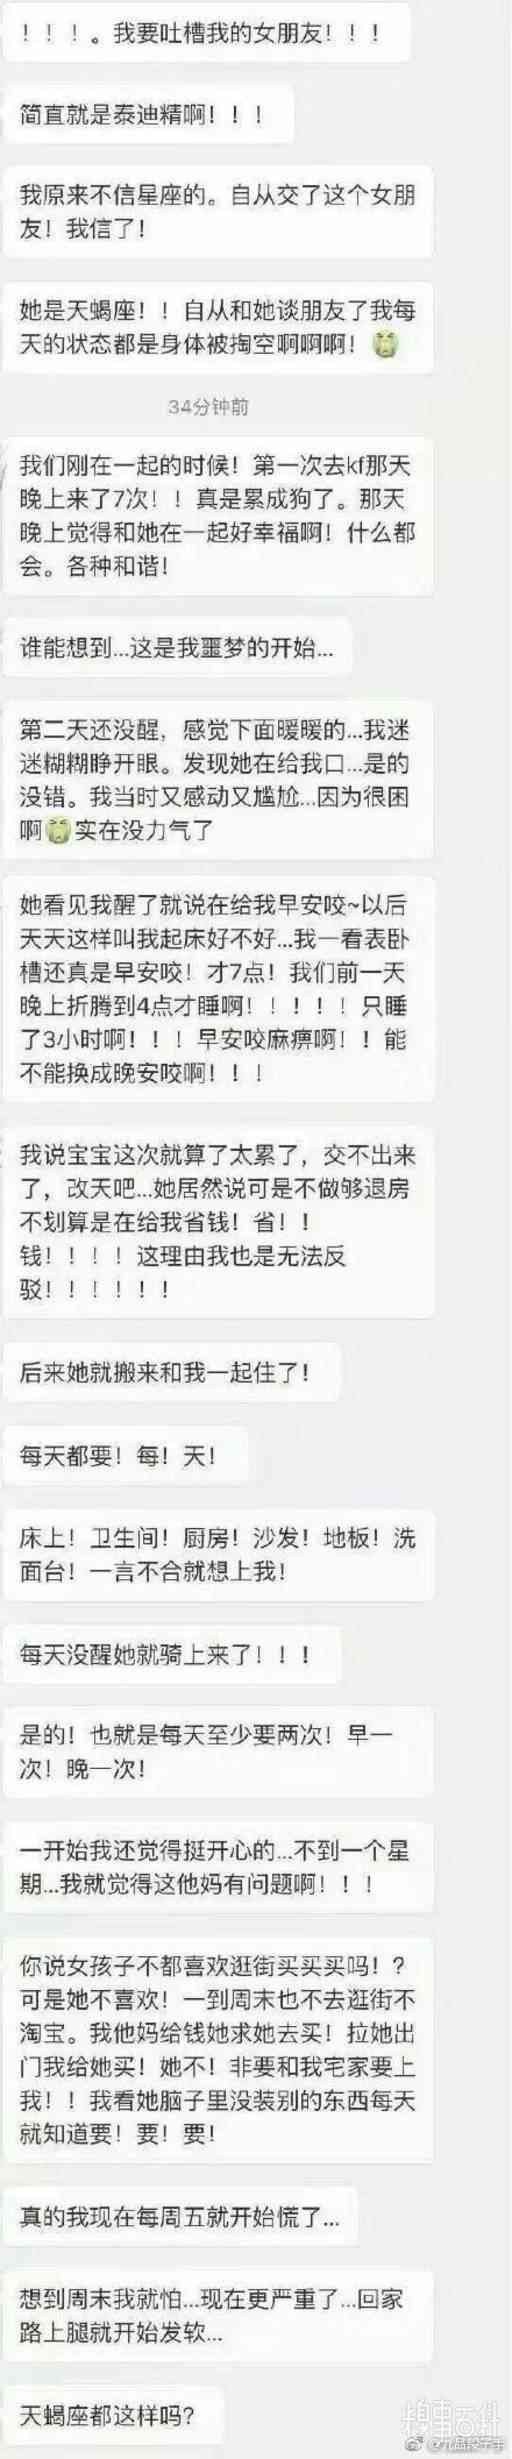 ！！！。我要吐槽我的女朋友！！！
简直就是泰迪精啊！！！
我原来不信星座的。自从交了这个女朋
友！我信了！
她是天蝎座！！自从和她谈朋友了我每
天的状态都是身体被掏空啊啊啊！
34分钟前
我们刚在一起的时候！第一次去kf那天
晚上来了7次！！真是累成狗了。那天
晚上觉得和她在一起好幸福啊！什么都
会。各种和谐！
谁能想到...这是我噩梦的开始...
第二天还没醒，感觉下面暖暖的...我迷
迷糊糊睁开眼。发现她在给我口...是的
没错。我当时又感动又尴尬...因为很困
啊实在没力气了
她看见我醒了就说在给我早安咬~以后
天天这样叫我起床好不好...我一看表卧
槽还真是早安咬！才7点！我们前一天
晚上折腾到4点才睡啊！！！！！只睡
了3小时啊！！！早安咬麻痹啊！！能
不能换成晚安咬啊！！！
我说宝宝这次就算了太累了，交不出来
了，改天吧...她居然说可是不做够退房
不划算是在给我省钱！省！！
钱！！！！这理由我也是无法反
驳！！！！！！
后来她就搬来和我一起住了！
每天都要！每！天！
床上！卫生间！厨房！沙发！地板！洗
面台！一言不合就想上我！
每天没醒她就骑上来了！！！
是的！也就是每天至少要两次！早一
次！晚一次！
一开始我还觉得挺开心的...不到一个星
期...我就觉得这他妈有问题啊！！！
你说女孩子不都喜欢逛街买买买吗！？
可是她不喜欢！一到周末也不去逛街不
淘宝。我他妈给钱她求她去买！拉她出
门我给她买！她不！非要和我宅家要上
我！！我看她脑子里没装别的东西每天
就知道要！要！要！
真的我现在每周五就开始慌了...
想到周末我就怕...现在更严重了...回家
路上腿就开始发软...
天蝎座都这样吗？
糗事百科
@九品段子手